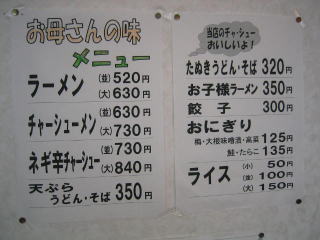 お母さんの味
メニュー
ラーメン (並)520円
(大)630円
チャーシューメン (並)630円
(大)730円
ネギ辛チャーシュー (並)730円
(大)840円
天ぷら
うどん・そば 350円
当店のチャーシュー
おいしいよ!
たぬきうどん・そば 320円
お子様ラーメン 350円
餃子 300円
おにぎり
梅・大根味噌漬・高菜 125円
鮭・たらこ 135円
ライス (小) 50円
(並)100円
(大)150円